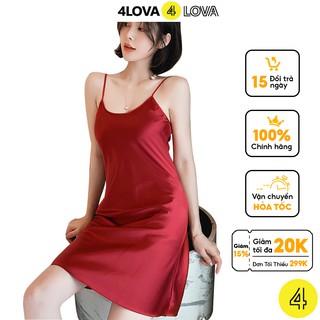 4LOVA 4 LOVA
15 Đổi trả
ngày
100%
Chính hãng
Vận chuyển
HỎA TỐC
Giảm
15%
Giảm
tối đa 20K
Đơn Tối Thiểu 299K
4